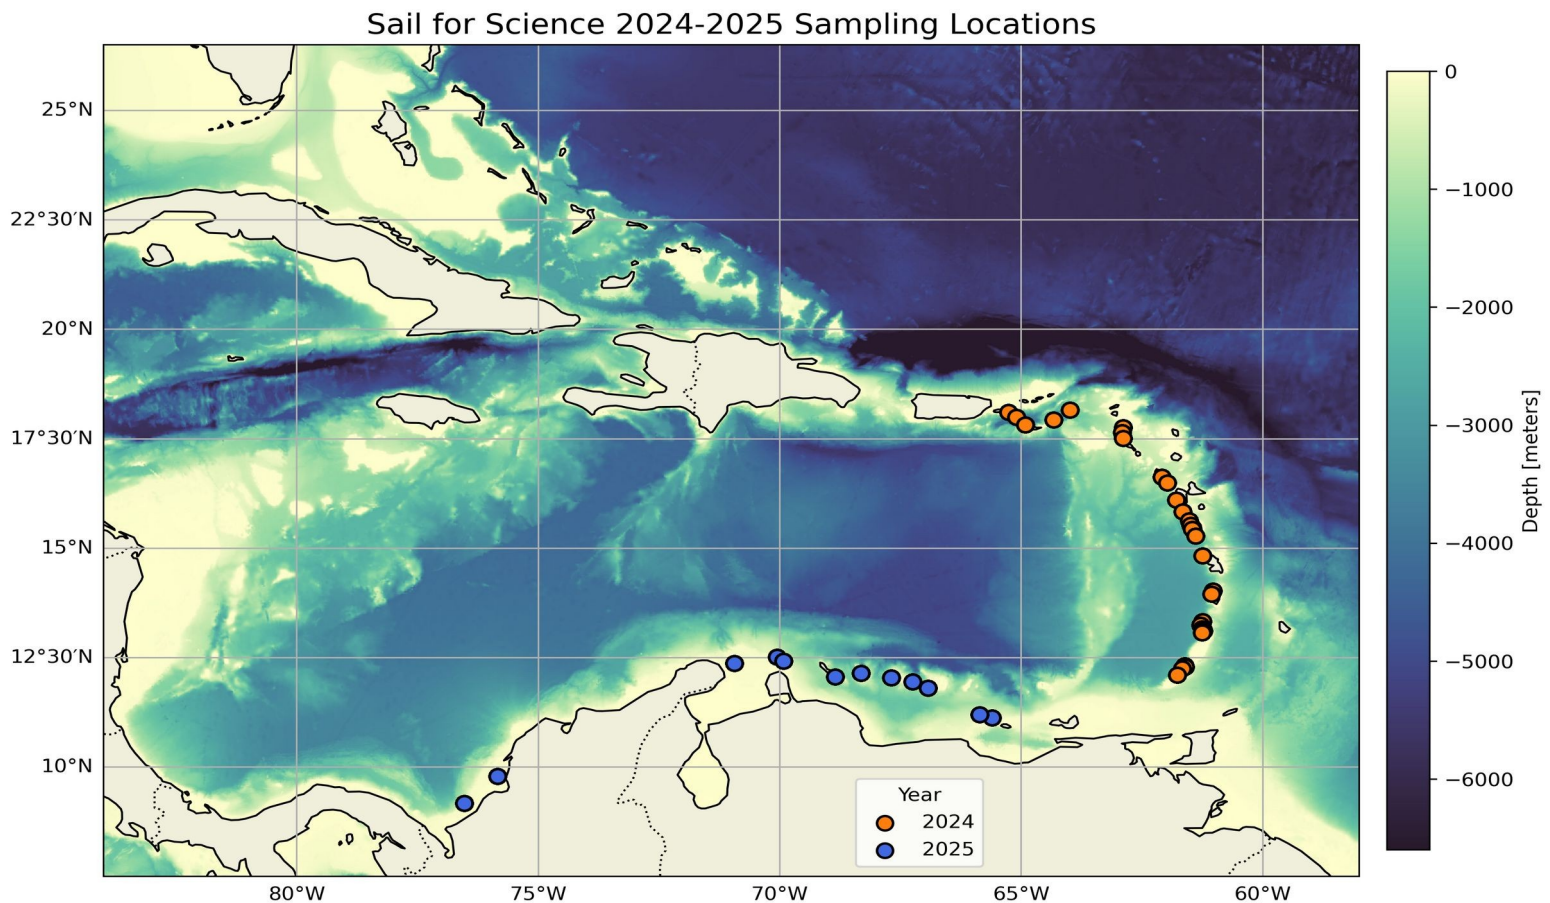 Sail for Science 2024-2025 Sampling Locations
25°N
22°30'N
20°N
17°30'N
15°N
12°30'N
10°N
80°W
75°W
70°W
65°W
60°W
Year
2024
2025
0
−1000
−2000
−3000
−4000
−5000
−6000
Depth [meters]